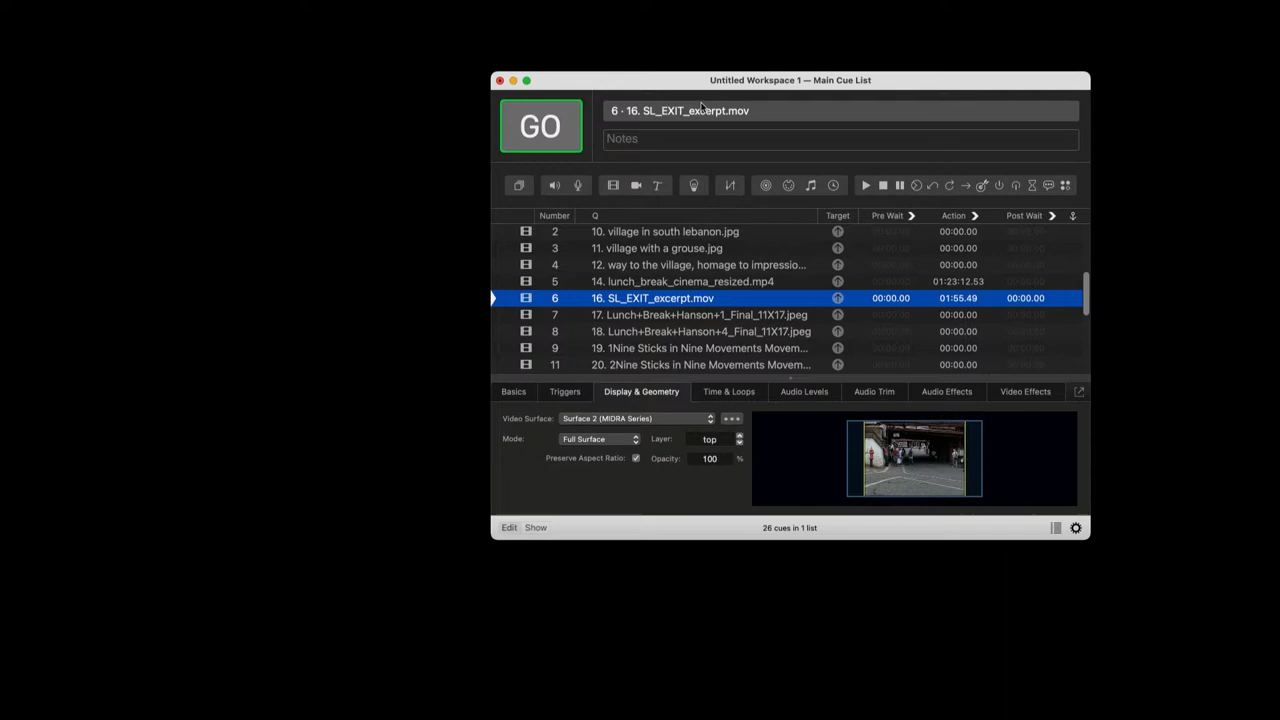 Untitled Workspace 1 — Main Cue List
GO
6 · 16. SL_EXIT_excerpt.mov
Notes
Number Q Target Pre Wait Action Post Wait
2 10. village in south lebanon.jpg 00:00.00
3 11. village with a grouse.jpg 00:00.00
4 12. way to the village, homage to impressio... 00:00.00
5 14. lunch_break_cinema_resized.mp4 01:23:12.53
6 16. SL_EXIT_excerpt.mov 00:00.00 01:55.49 00:00.00
7 17. Lunch+Break+Hanson+1_Final_11X17.jpeg 00:00.00
8 18. Lunch+Break+Hanson+4_Final_11X17.jpeg 00:00.00
9 19. 1Nine Sticks in Nine Movements Movem... 00:00.00
11 20. 2Nine Sticks in Nine Movements Movem... 00:00.00
Basics Triggers Display & Geometry Time & Loops Audio Levels Audio Trim Audio Effects Video Effects
Video Surface: Surface 2 (MIDRA Series)
Mode: Full Surface Layer: top
Preserve Aspect Ratio: Opacity: 100 %
Edit Show 26 cues in 1 list